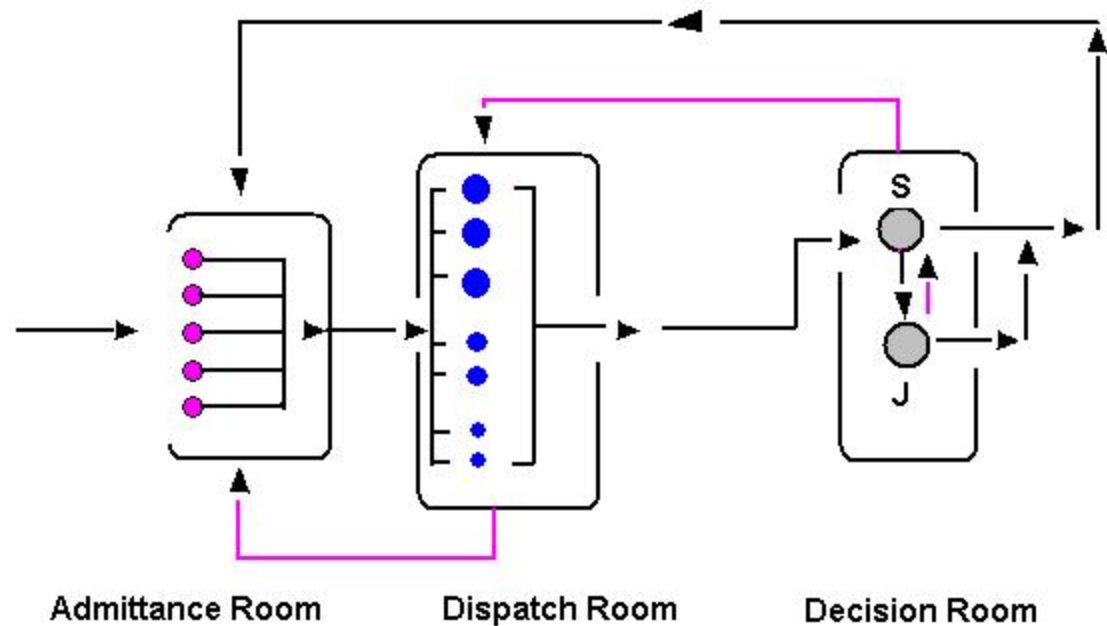 S
J
Admittance Room
Dispatch Room
Decision Room